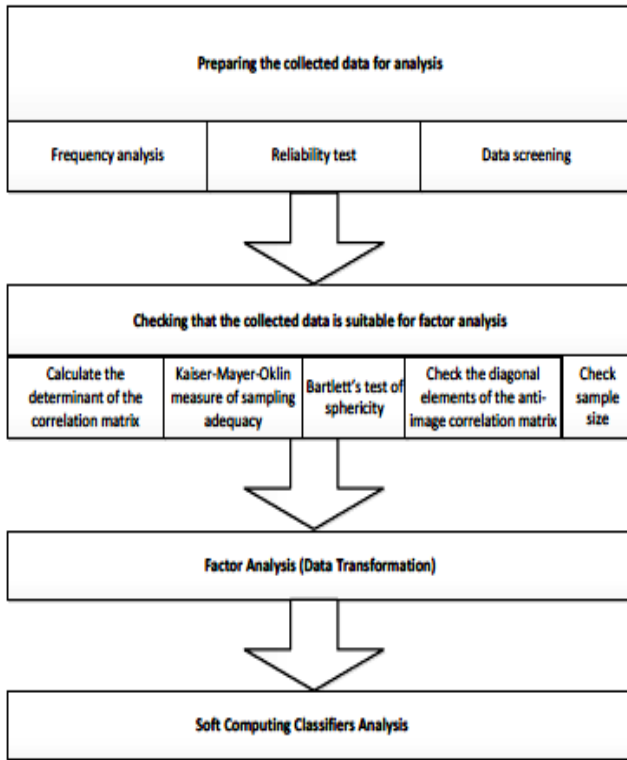 Preparing the collected data for analysis
Frequency analysis
Reliability test
Data screening
Checking that the collected data is suitable for factor analysis
Calculate the
determinant of the
correlation matrix
Kaiser-Mayer-Oklin
measure of sampling
adequacy
Bartlett's test of
sphericity
Check the diagonal
elements of the anti-
image correlation matrix
Check
sample
size
Factor Analysis (Data Transformation)
Soft Computing Classifiers Analysis